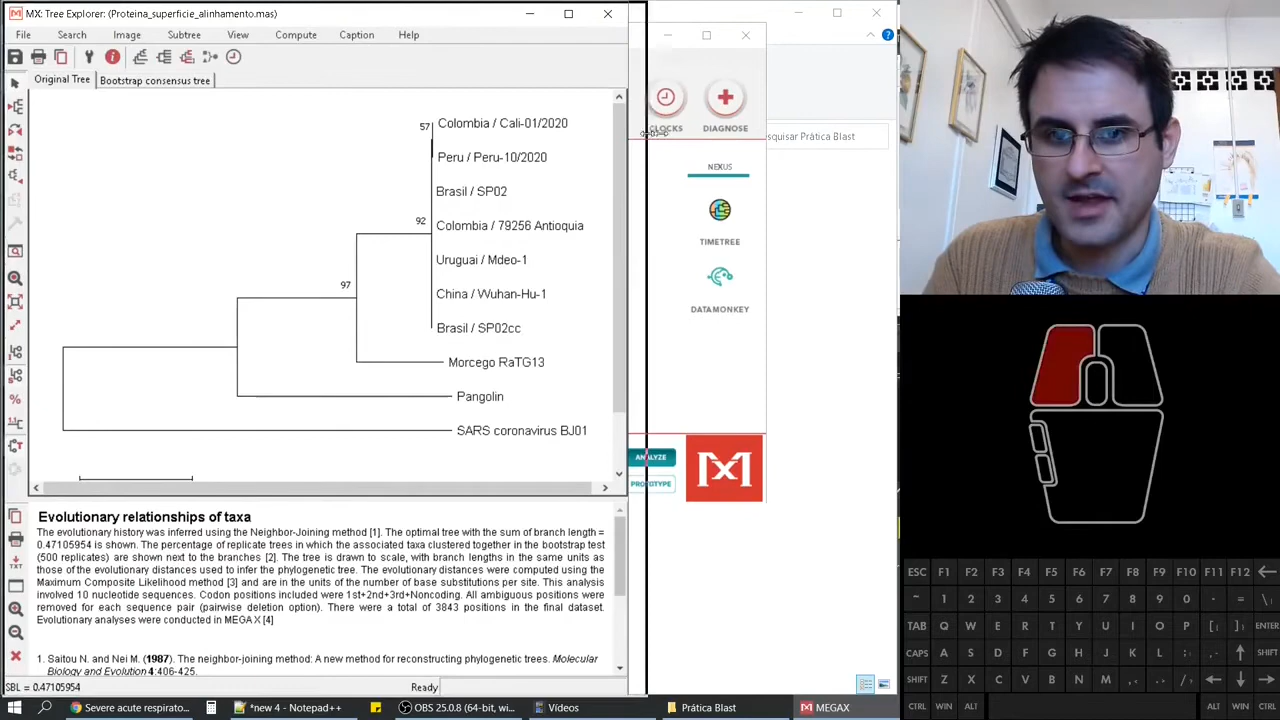 MX: Tree Explorer: (Proteina_superficie_alinhamento.mas)
File Search Image Subtree View Compute Caption Help
Original Tree Bootstrap consensus tree
57 Colombia / Cali-01/2020
Peru / Peru-10/2020
Brasil / SP02
92 Colombia / 79256 Antioquia
Uruguai / Mdeo-1
97 China / Wuhan-Hu-1
Brasil / SP02cc
Morcego RaTG13
Pangolin
SARS coronavirus BJ01
Evolutionary relationships of taxa
The evolutionary history was inferred using the Neighbor-Joining method [1]. The optimal tree with the sum of branch length =
0.47105954 is shown. The percentage of replicate trees in which the associated taxa clustered together in the bootstrap test
(500 replicates) are shown next to the branches [2]. The tree is drawn to scale, with branch lengths in the same units as
those of the evolutionary distances used to infer the phylogenetic tree. The evolutionary distances were computed using the
Maximum Composite Likelihood method [3] and are in the units of the number of base substitutions per site. This analysis
involved 10 nucleotide sequences. Codon positions included were 1st+2nd+3rd+Noncoding. All ambiguous positions were
removed for each sequence pair (pairwise deletion option). There were a total of 3843 positions in the final dataset.
Evolutionary analyses were conducted in MEGA X [4]
1. Saitou N. and Nei M. (1987). The neighbor-joining method: A new method for reconstructing phylogenetic trees. Molecular
Biology and Evolution 4:406-425.
SBL = 0.47105954 Ready
CLOCKS DIAGNOSE
esquisar Prática Blast
NEXUS
TIMETREE
DATAMONKEY
ANALYZE
PROTOTYPE
MX
ESC F1 F2 F3 F4 F5 F6 F7 F8 F9 F10 F11 F12 ←
~ 1 2 3 4 5 6 7 8 9 0 - = \|
TAB Q W E R T Y U I O P [{ ]} ENTER
CAPS A S D F G H J K L ;: ," ↑ SHIFT
SHIFT Z X C V B N M ,< .> /? ← ↓ →
CTRL WIN ALT ALT WIN CTRL
Severe acute respirato... *new 4 - Notepad++ OBS 25.0.8 (64-bit, wi... Vídeos Prática Blast MEGAX